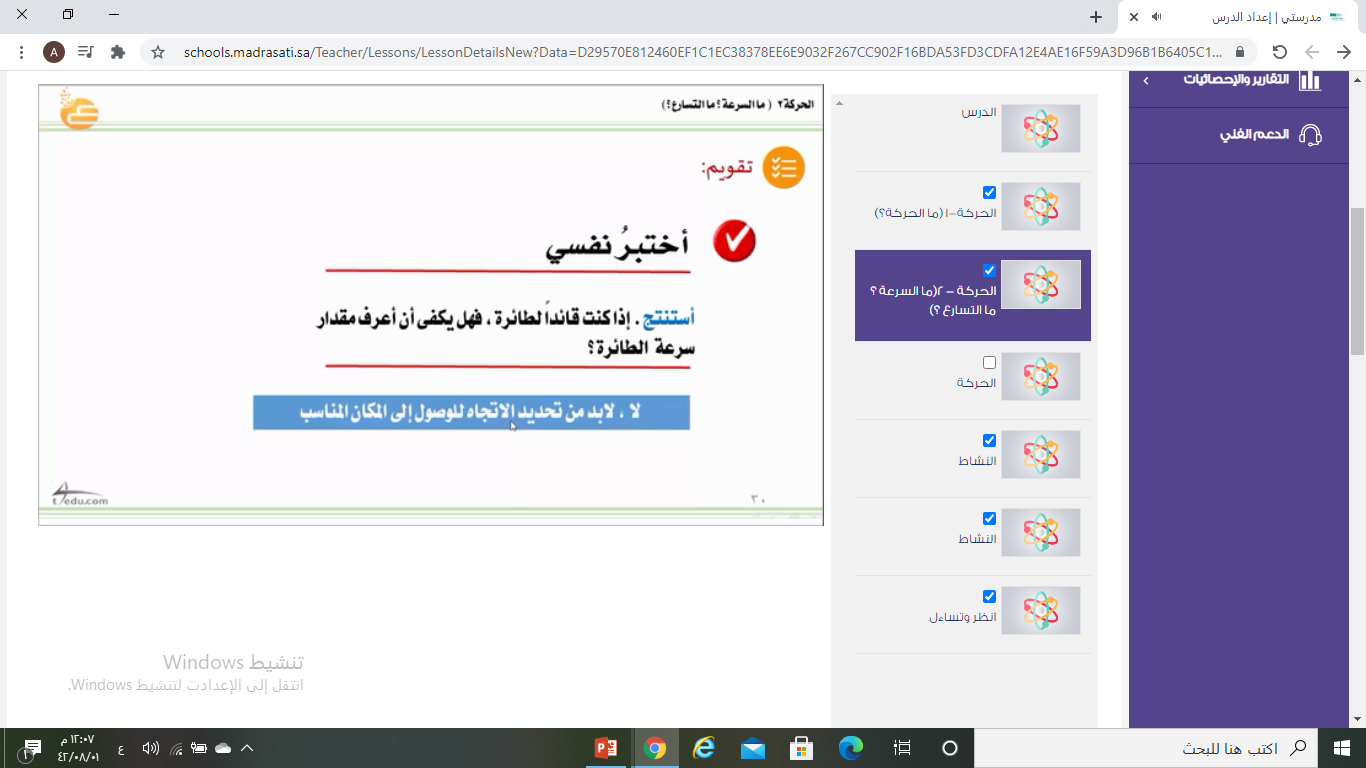 مدرستي | إعداد الدرس
schools.madrasati.sa/Teacher/Lessons/LessonDetailsNew?Data=D29570E812460EF1C1EC38378EE6E9032F267CC902F16BDA53FD3CDFA12E4AE16F59A3D96B1B6405C1...
A
التقارير والإحصائيات
الدعم الفني
الدرس
الحركة-١ (ما الحركة؟)
الحركة - ٢(ما السرعة ؟
ما التسارع ؟)
الحركة
النشاط
النشاط
انظر وتساءل
الحركة٢ ( ما السرعة؟ ما التسارع؟)
تقويم:
أختبرُ نفسي
أستنتج . إذا كنت قائداً لطائرة ، فهل يكفى أن أعرف مقدار
سرعة الطائرة؟
لا ، لابد من تحديد الاتجاه للوصول إلى المكان المناسب
t4edu.com
٣٠
تنشيط Windows
انتقل إلى الإعدادات لتنشيط Windows.
اكتب هنا للبحث
ع
١٢:٠٧ م
٤٢/٠٨/٠١
١